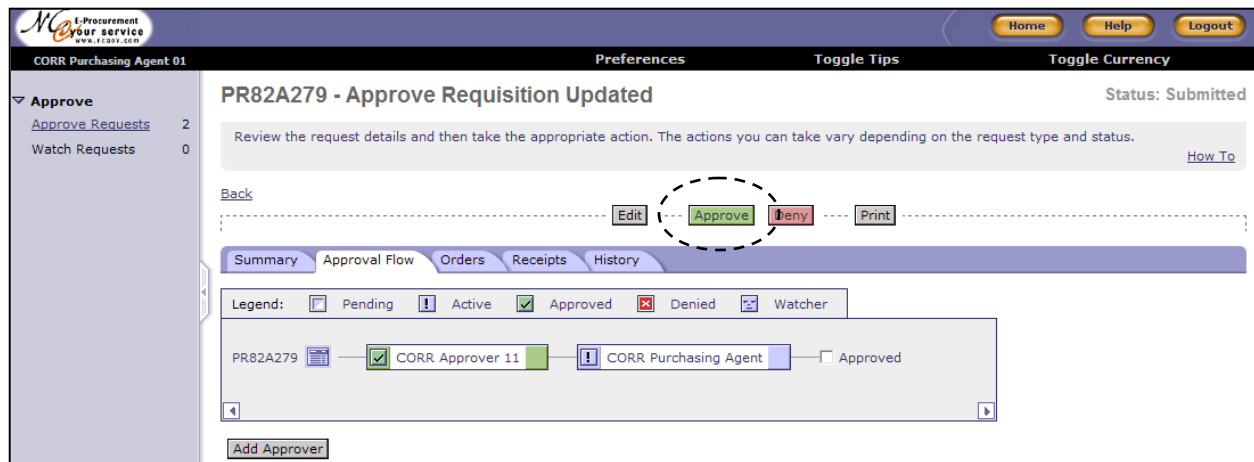 E-Procurement
your service
Home Help Logout
CORR Purchasing Agent 01 Preferences Toggle Tips Toggle Currency
Approve
Approve Requests 2
Watch Requests 0
PR82A279 - Approve Requisition Updated Status: Submitted
Review the request details and then take the appropriate action. The actions you can take vary depending on the request type and status.
How To
Back
Edit Approve Deny Print
Summary Approval Flow Orders Receipts History
Legend: Pending ! Active Approved Denied Watcher
PR82A279 CORR Approver 11 ! CORR Purchasing Agent Approved
Add Approver